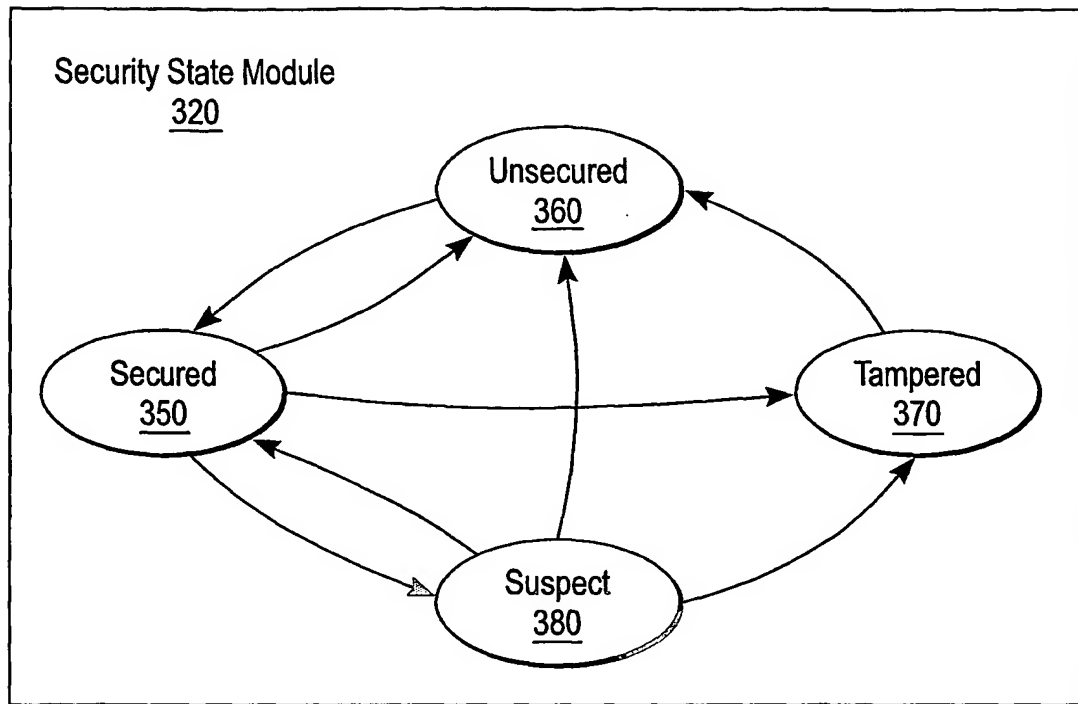 Security State Module
320
Unsecured
360
Secured
350
Tampered
370
Suspect
380